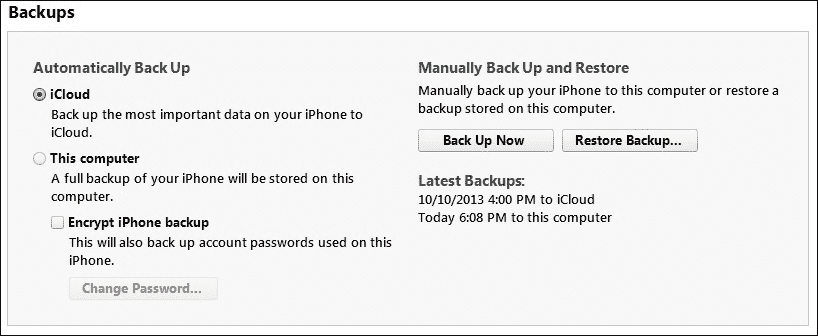 Backups
Automatically Back Up
iCloud
Back up the most important data on your iPhone to
iCloud.
This computer
A full backup of your iPhone will be stored on this
computer.
Encrypt iPhone backup
This will also back up account passwords used on this
iPhone.
Change Password...
Manually Back Up and Restore
Manually back up your iPhone to this computer or restore a
backup stored on this computer.
Back Up Now
Restore Backup...
Latest Backups:
10/10/2013 4:00 PM to iCloud
Today 6:08 PM to this computer